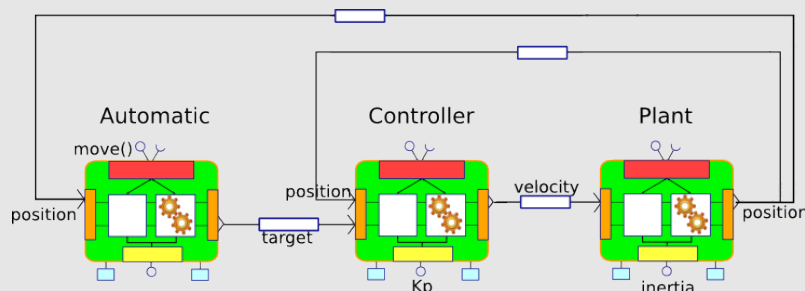 Automatic
Controller
Plant
move()
position
velocity
position
position
target
Kp
inertia